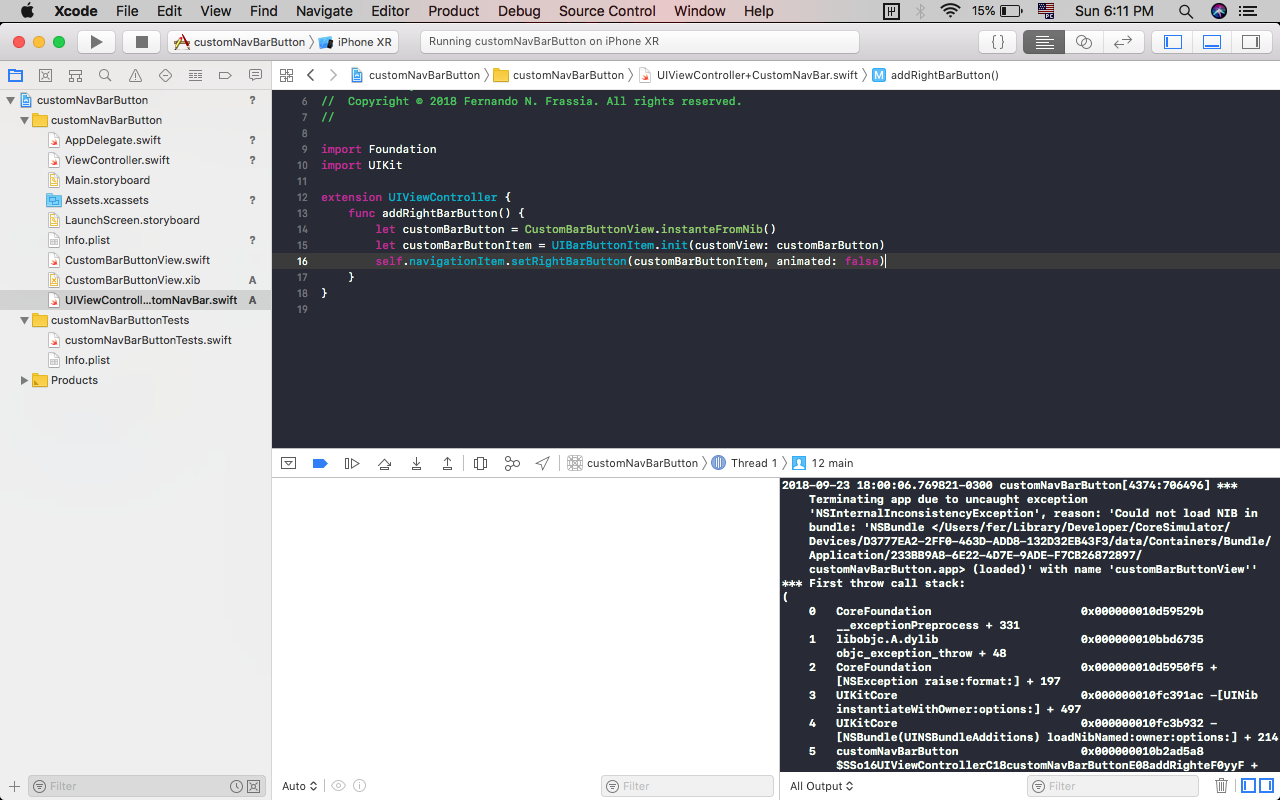 Xcode File Edit View Find Navigate Editor Product Debug Source Control Window Help 15% Sun 6:11 PM
customNavBarButton iPhone XR Running customNavBarButton on iPhone XR { }
customNavBarButton customNavBarButton UIViewController+CustomNavBar.swift M addRightBarButton()
customNavBarButton ?
customNavBarButton
AppDelegate.swift ?
ViewController.swift ?
Main.storyboard
Assets.xcassets ?
LaunchScreen.storyboard
Info.plist ?
CustomBarButtonView.swift
CustomBarButtonView.xib A
UIViewControll...tomNavBar.swift A
customNavBarButtonTests
customNavBarButtonTests.swift
Info.plist
Products
6 // Copyright © 2018 Fernando N. Frassia. All rights reserved.
7 //
8
9 import Foundation
10 import UIKit
11
12 extension UIViewController {
13 func addRightBarButton() {
14 let customBarButton = CustomBarButtonView.instanteFromNib()
15 let customBarButtonItem = UIBarButtonItem.init(customView: customBarButton)
16 self.navigationItem.setRightBarButton(customBarButtonItem, animated: false)
17 }
18 }
19
customNavBarButton Thread 1 12 main
2018-09-23 18:00:06.769821-0300 customNavBarButton[4374:706496] ***
Terminating app due to uncaught exception
'NSInternalInconsistencyException', reason: 'Could not load NIB in
bundle: 'NSBundle </Users/fer/Library/Developer/CoreSimulator/
Devices/D3777EA2-2FF0-463D-ADD8-132D32EB43F3/data/Containers/Bundle/
Application/233BB9AB-6E22-4D7E-9ADE-F7CB26872897/
customNavBarButton.app> (loaded)' with name 'customBarButtonView''
*** First throw call stack:
(
0 CoreFoundation 0x000000010d59529b
__exceptionPreprocess + 331
1 libobjc.A.dylib 0x000000010bbd6735
objc_exception_throw + 48
2 CoreFoundation 0x000000010d5950f5 +
[NSException raise:format:] + 197
3 UIKitCore 0x000000010fc391ac -[UINib
instantiateWithOwner:options:] + 497
4 UIKitCore 0x000000010fc3b932 -
[NSBundle(UINSBundleAdditions) loadNibNamed:owner:options:] + 214
5 customNavBarButton 0x000000010b2ad5a8
$SSo16UIViewControllerC18customNavBarButtonE08addRighteF0yyF +
Filter Auto Filter All Output Filter